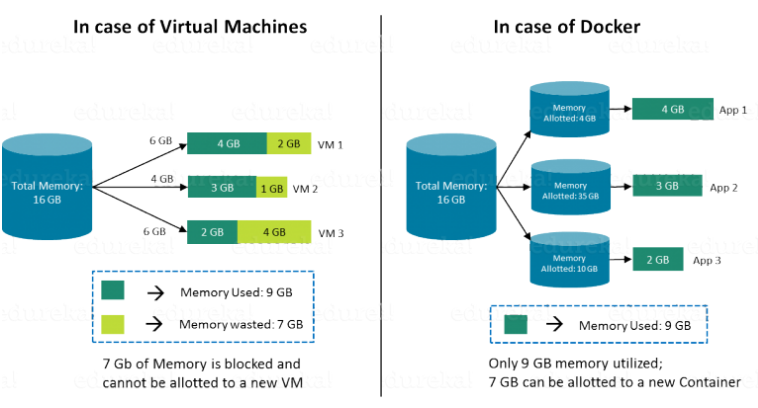 In case of Virtual Machines
Total Memory:
16 GB
6 GB
4 GB
2 GB
VM 1
4 GB
3 GB
1 GB
VM 2
6 GB
2 GB
4 GB
VM 3
Memory Used: 9 GB
Memory wasted: 7 GB
7 Gb of Memory is blocked and
cannot be allotted to a new VM
In case of Docker
Total Memory:
16 GB
Memory
Allotted: 4 GB
4 GB
App 1
Memory
Allotted: 35 GB
3 GB
App 2
Memory
Allotted: 10 GB
2 GB
App 3
Memory Used: 9 GB
Only 9 GB memory utilized;
7 GB can be allotted to a new Container
edureka!